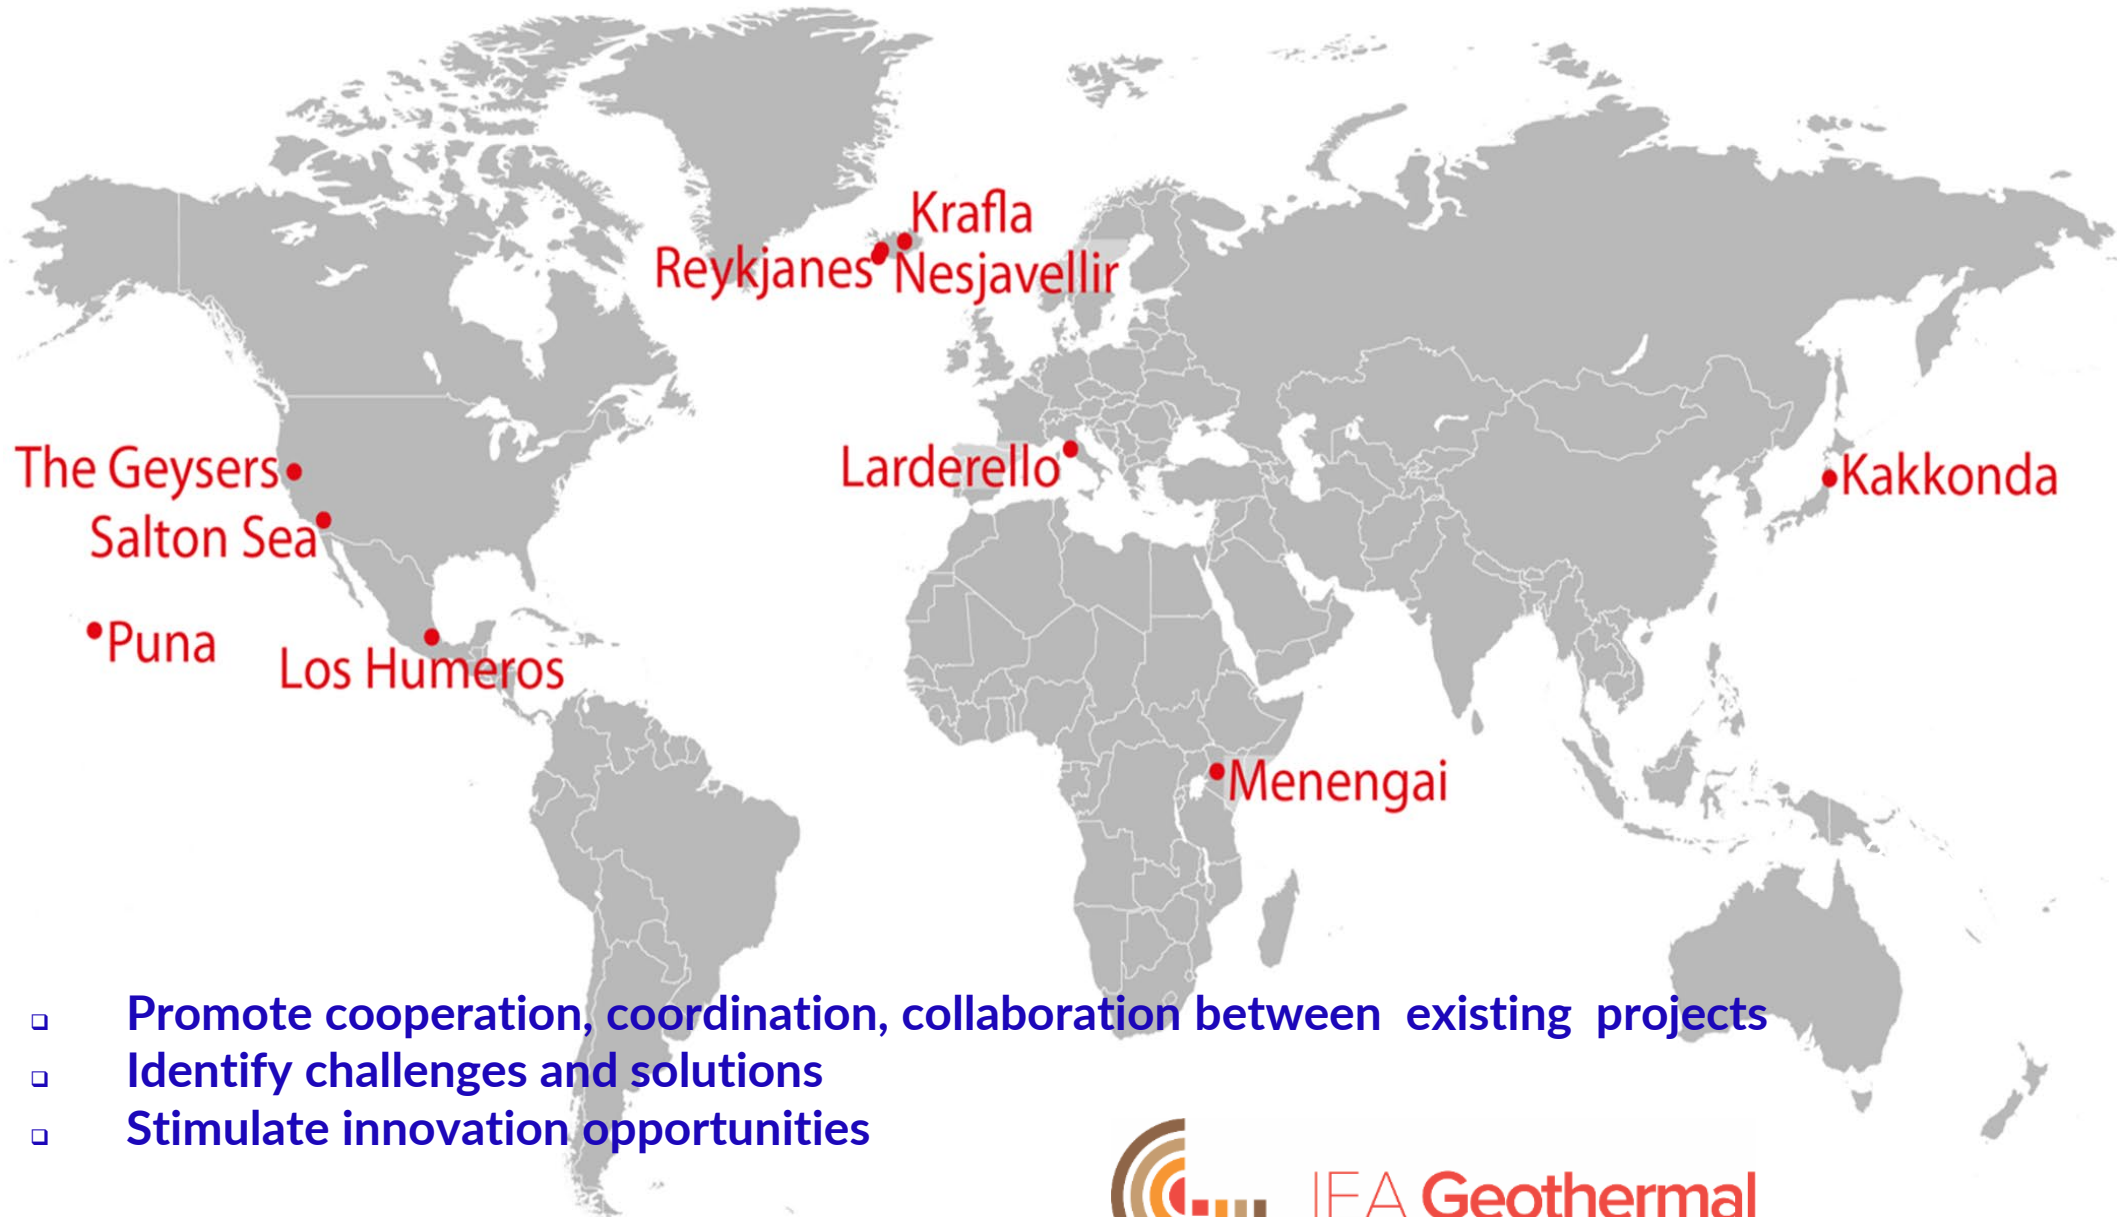 Krafla
Reykjanes
Nesjavellir
The Geysers
Larderello
Kakkonda
Salton Sea
Puna
Los Humeros
Menengai
Promote cooperation, coordination, collaboration between existing projects
Identify challenges and solutions
Stimulate innovation opportunities
IEA Geothermal